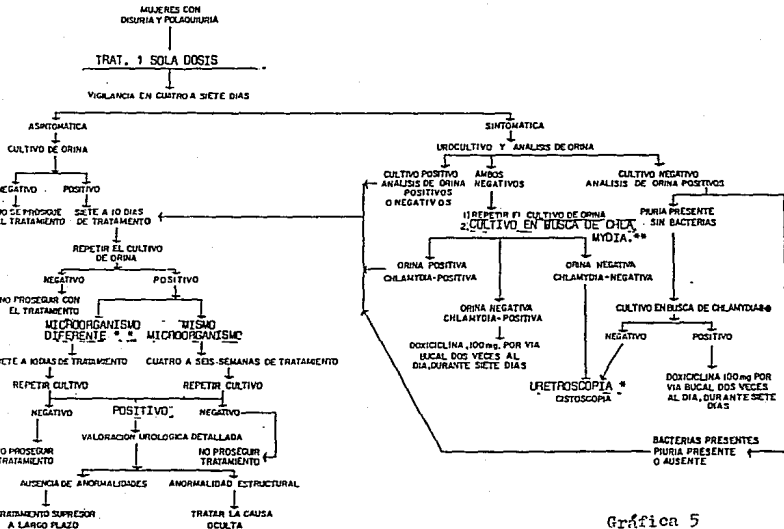 MUJERES CON
DISURIA Y POLAQUIURIA
TRAT. 1 SOLA DOSIS
VIGILANCIA EN CUATRO A SIETE DIAS
ASINTOMATICA
CULTIVO DE ORINA
NEGATIVO
POSITIVO
NO SE PROSIGUE
EL TRATAMIENTO
SIETE A 10 DIAS
DE TRATAMIENTO
REPETIR EL CULTIVO
DE ORINA
NEGATIVO
POSITIVO
NO PROSEGUIR CON
EL TRATAMIENTO
MICROORGANISMO
DIFERENTE **
MISMO
MICROORGANISMO
SIETE A 10 DIAS DE TRATAMIENTO
CUATRO A SEIS-SEMANAS DE TRATAMIENTO
REPETIR CULTIVO
REPETIR CULTIVO
NEGATIVO
POSITIVO
NEGATIVO
NO PROSEGUIR
TRATAMIENTO
VALORACION UROLOGICA DETALLADA
NO PROSEGUIR
TRATAMIENTO
AUSENCIA DE ANORMALIDADES
ANORMALIDAD ESTRUCTURAL
TRATAMIENTO SUPRESOR
A LARGO PLAZO
TRATAR LA CAUSA
OCULTA
SINTOMATICA
UROCULTIVO Y ANALISIS DE ORINA
CULTIVO POSITIVO
ANALISIS DE ORINA
POSITIVOS
O NEGATIVOS
AMBOS
NEGATIVOS
CULTIVO NEGATIVO
ANALISIS DE ORINA POSITIVOS
1) REPETIR EL CULTIVO DE ORINA
2. CULTIVO EN BUSCA DE CHLA
MYDIA. **
PIURIA PRESENTE
SIN BACTERIAS
ORINA POSITIVA
CHLAMYDIA-POSITIVA
ORINA NEGATIVA
CHLAMYDIA-NEGATIVA
ORINA NEGATIVA
CHLAMYDIA-POSITIVA
CULTIVO EN BUSCA DE CHLAMYDIA**
NEGATIVO
POSITIVO
DOXICICLINA, 100 mg. POR VIA
BUCAL DOS VECES AL
DIA, DURANTE SIETE DIAS
URETROSCOPIA *
CISTOSCOPIA
DOXICICLINA 100 mg POR
VIA BUCAL DOS VECES
AL DIA, DURANTE SIETE
DIAS
BACTERIAS PRESENTES
PIURIA PRESENTE
O AUSENTE
Gráfica 5